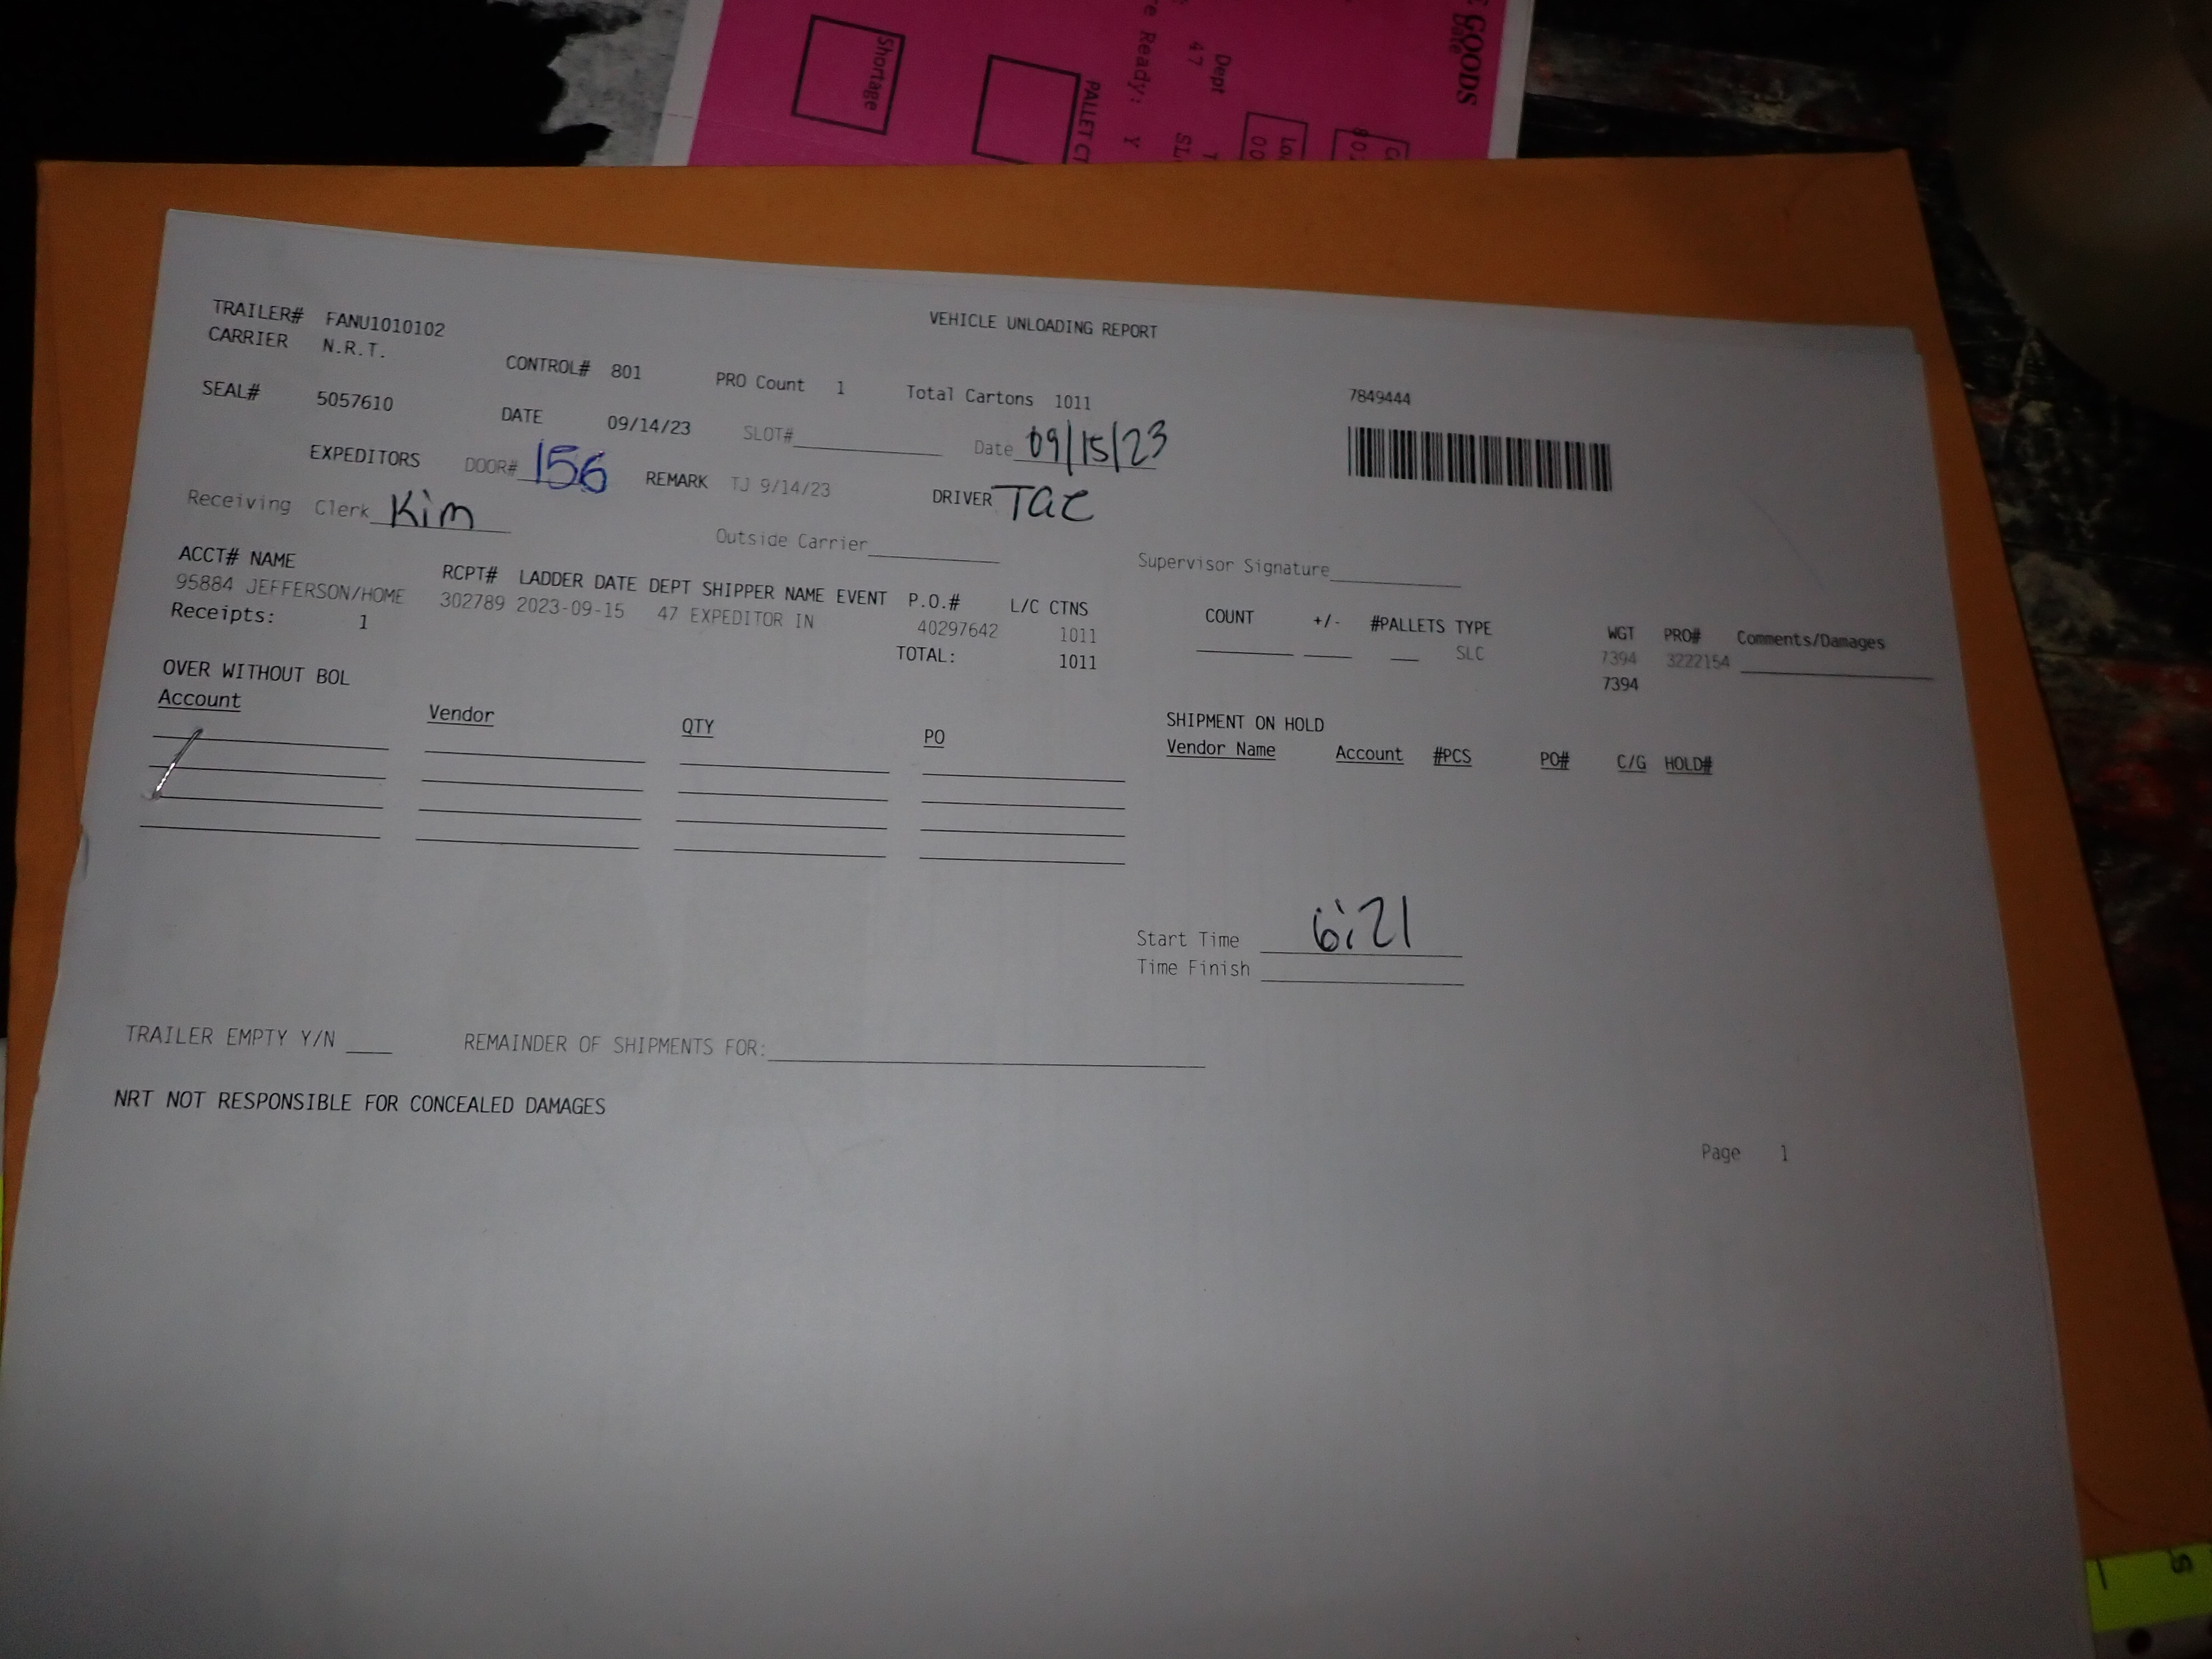 GOODS
Date
Shortage
PALLET CT
e Ready: Y
Dept
47
SL
TRAILER# FANU1010102
VEHICLE UNLOADING REPORT
CARRIER N.R.T.
CONTROL# 801 PRO Count 1 Total Cartons 1011
7849444
SEAL# 5057610 DATE 09/14/23 SLOT# Date 09/15/23
EXPEDITORS DOOR# 156 REMARK TJ 9/14/23 DRIVER
Receiving Clerk Kim Outside Carrier Supervisor Signature
ACCT# NAME RCPT# LADDER DATE DEPT SHIPPER NAME EVENT P.O.# L/C CTNS COUNT +/- #PALLETS TYPE WGT PRO# Comments/Damages
95884 JEFFERSON/HOME 302789 2023-09-15 47 EXPEDITOR IN 40297642 1011 SLC 7394 3222154
Receipts: 1 TOTAL: 1011 7394
OVER WITHOUT BOL SHIPMENT ON HOLD
Account Vendor QTY PO Vendor Name Account #PCS PO# C/G HOLD#
Start Time 6:21
Time Finish
TRAILER EMPTY Y/N REMAINDER OF SHIPMENTS FOR:
NRT NOT RESPONSIBLE FOR CONCEALED DAMAGES
Page 1